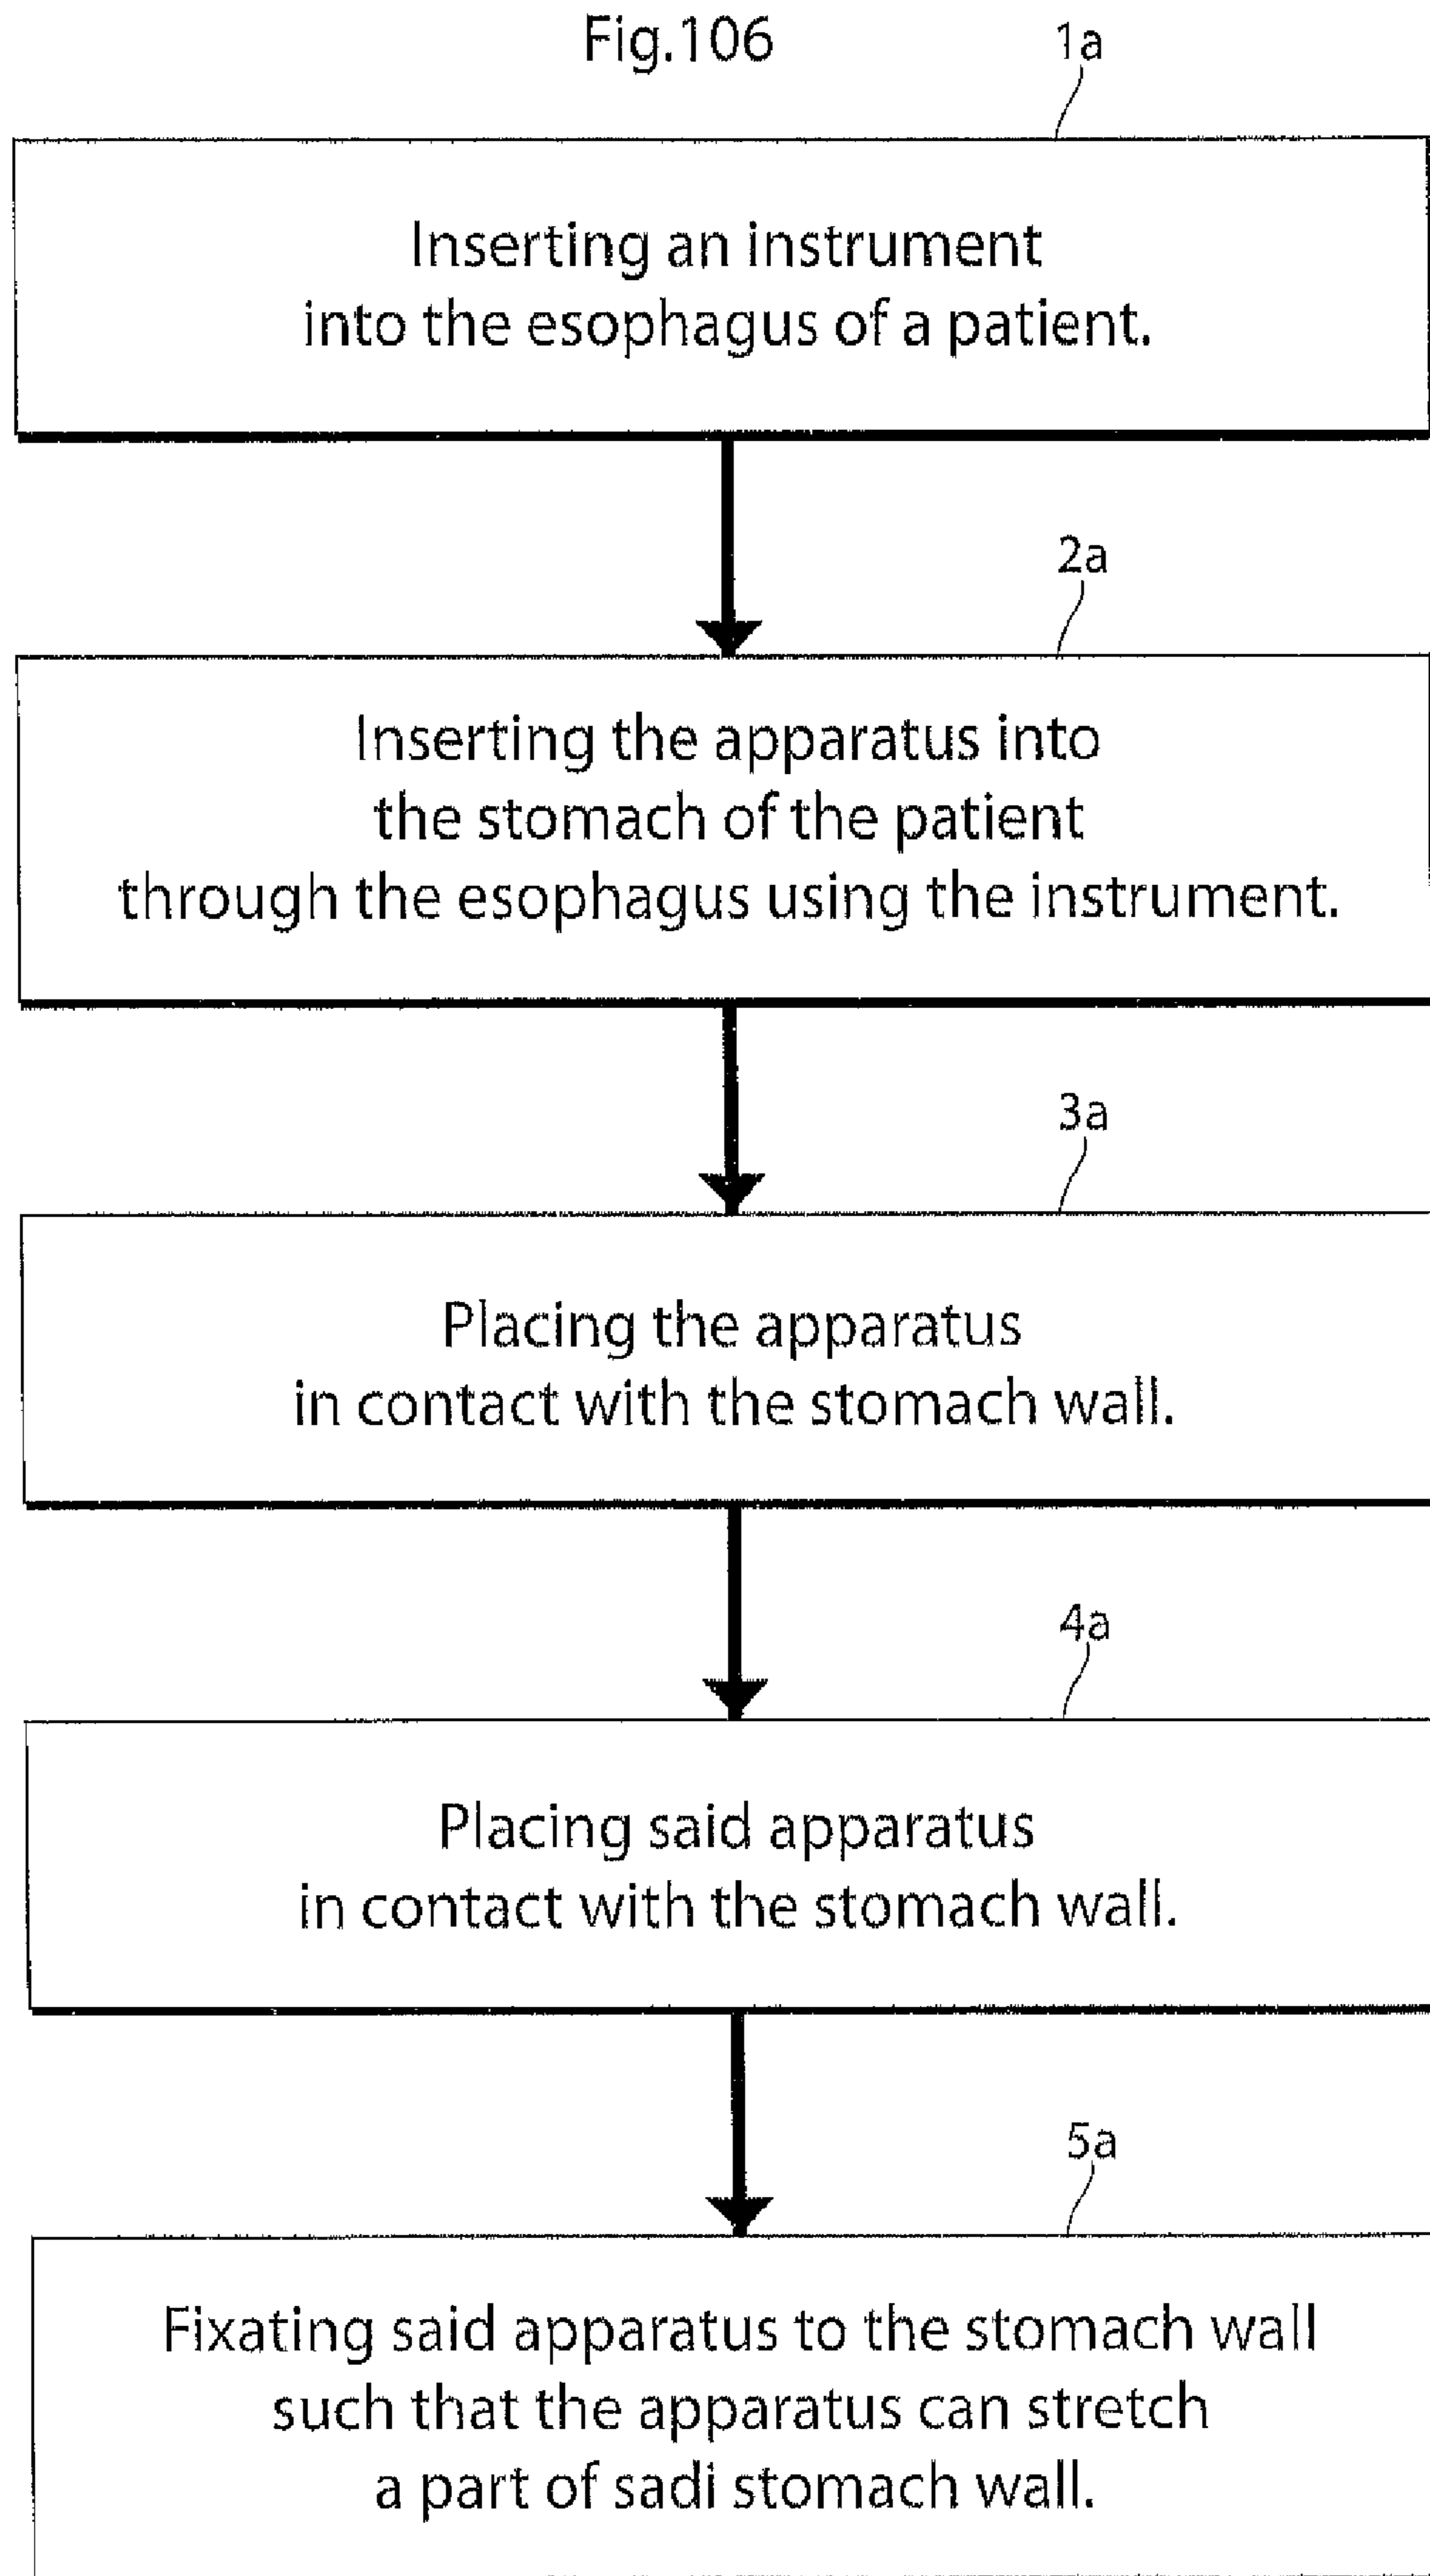 Fig.106
1a
Inserting an instrument
into the esophagus of a patient.
2a
Inserting the apparatus into
the stomach of the patient
through the esophagus using the instrument.
3a
Placing the apparatus
in contact with the stomach wall.
4a
Placing said apparatus
in contact with the stomach wall.
5a
Fixating said apparatus to the stomach wall
such that the apparatus can stretch
a part of sadi stomach wall.